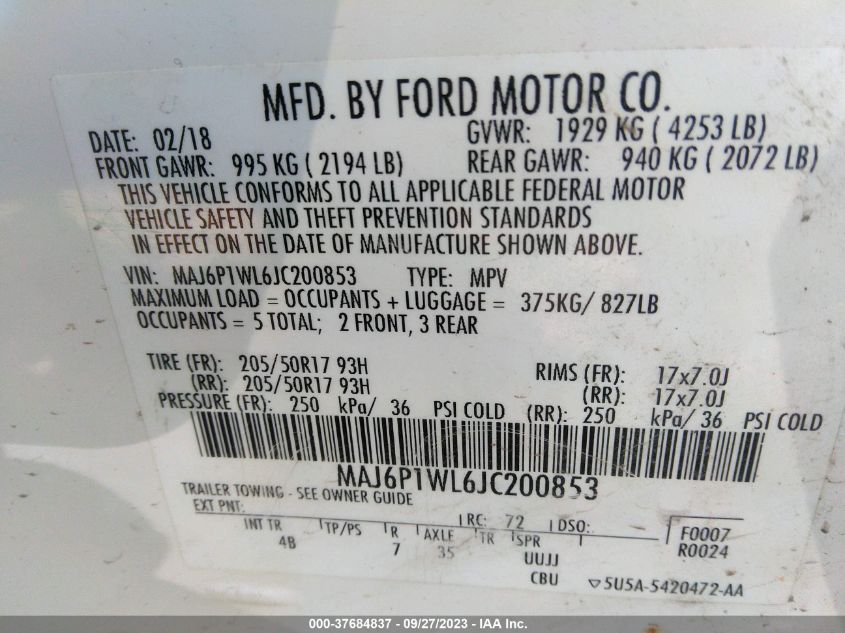 MFD. BY FORD MOTOR CO.
DATE: 02/18 GVWR: 1929 KG ( 4253 LB)
FRONT GAWR: 995 KG ( 2194 LB) REAR GAWR: 940 KG ( 2072 LB)
THIS VEHICLE CONFORMS TO ALL APPLICABLE FEDERAL MOTOR
VEHICLE SAFETY AND THEFT PREVENTION STANDARDS
IN EFFECT ON THE DATE OF MANUFACTURE SHOWN ABOVE.
VIN: MAJ6P1WL6JC200853 TYPE: MPV
MAXIMUM LOAD = OCCUPANTS + LUGGAGE = 375KG/ 827LB
OCCUPANTS = 5 TOTAL; 2 FRONT, 3 REAR
TIRE (FR): 205/50R17 93H RIMS (FR): 17x7.0J
(RR): 205/50R17 93H (RR): 17x7.0J
PRESSURE (FR): 250 kPa/ 36 PSI COLD (RR): 250 kPa/ 36 PSI COLD
MAJ6P1WL6JC200853
TRAILER TOWING - SEE OWNER GUIDE
EXT PNT: RC: 72 DSO: F0007
INT TR TP/PS R AXLE TR SPR R0024
4B 7 35 UUJJ
CBU 5U5A-5420472-AA
000-37684837 - 09/27/2023 - IAA Inc.